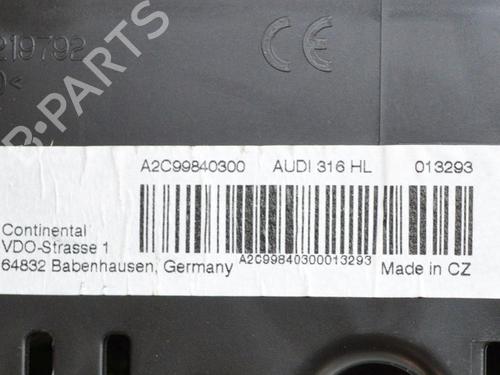 219792
CE
B-PARTS
A2C99840300 AUDI 316 HL 013293
Continental
VDO-Strasse 1
64832 Babenhausen, Germany
A2C99840300013293
Made in CZ